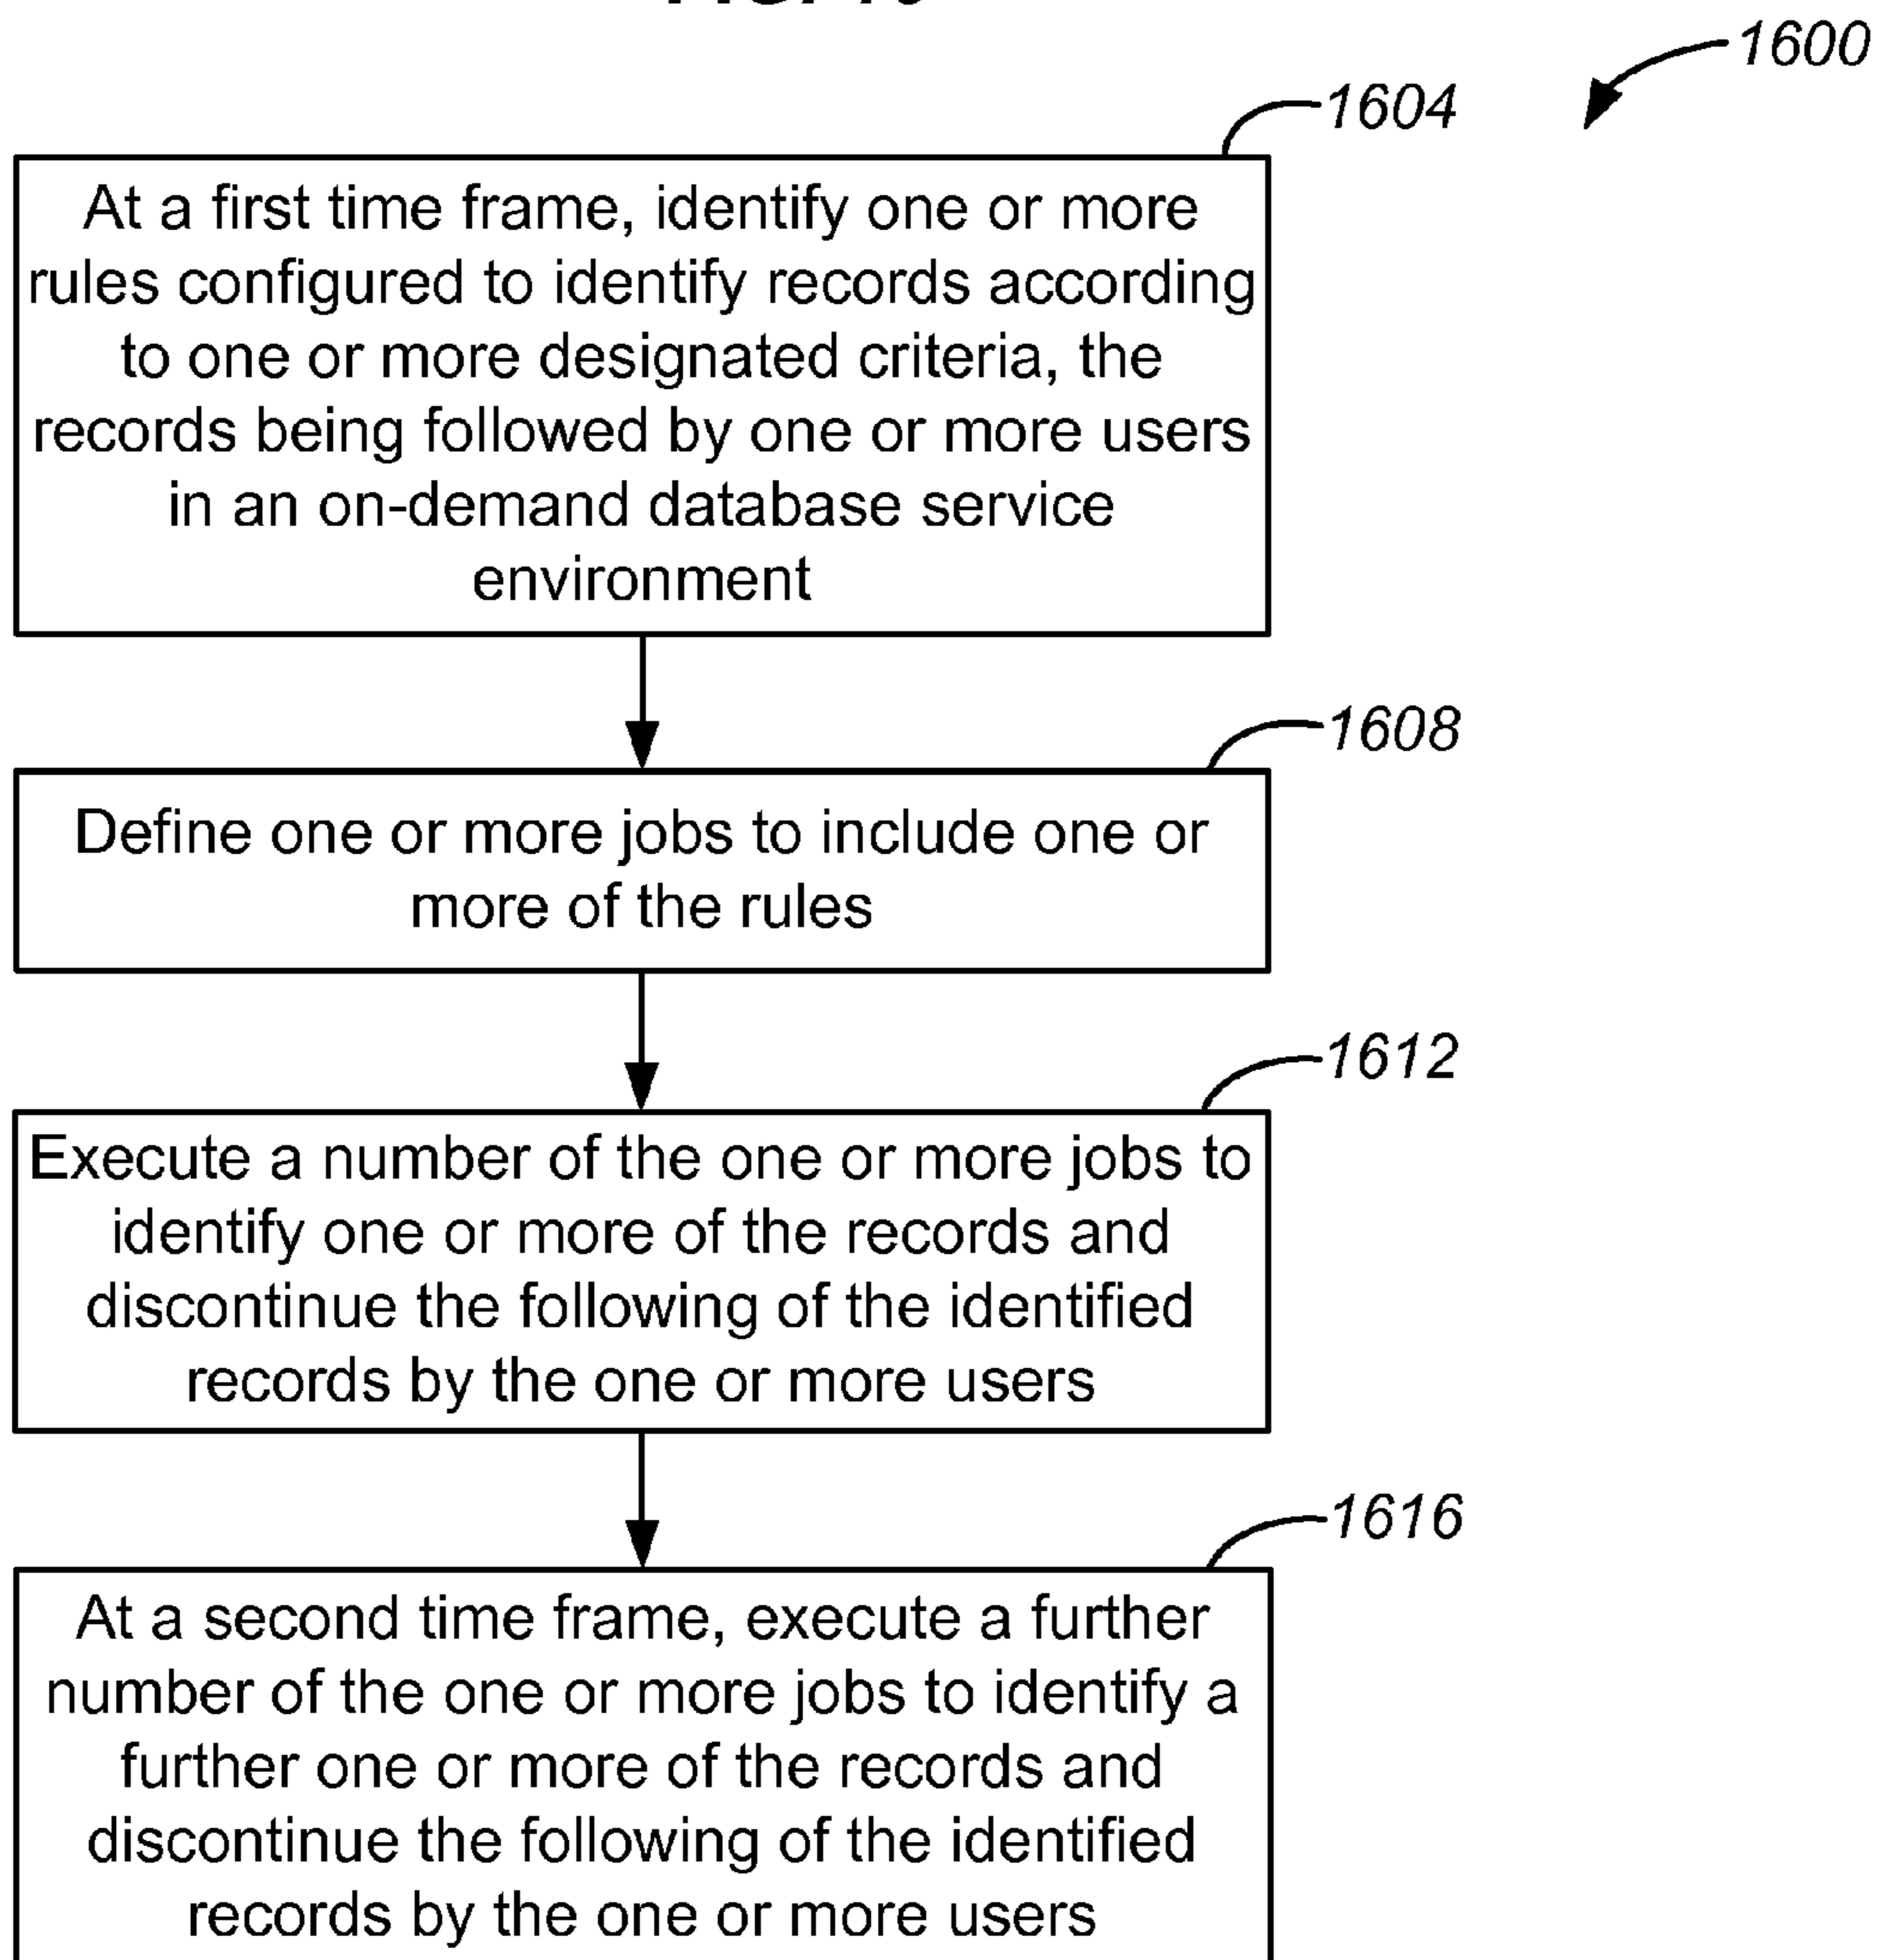 1600
1604
At a first time frame, identify one or more
rules configured to identify records according
to one or more designated criteria, the
records being followed by one or more users
in an on-demand database service
environment
1608
Define one or more jobs to include one or
more of the rules
1612
Execute a number of the one or more jobs to
identify one or more of the records and
discontinue the following of the identified
records by the one or more users
1616
At a second time frame, execute a further
number of the one or more jobs to identify a
further one or more of the records and
discontinue the following of the identified
records by the one or more users